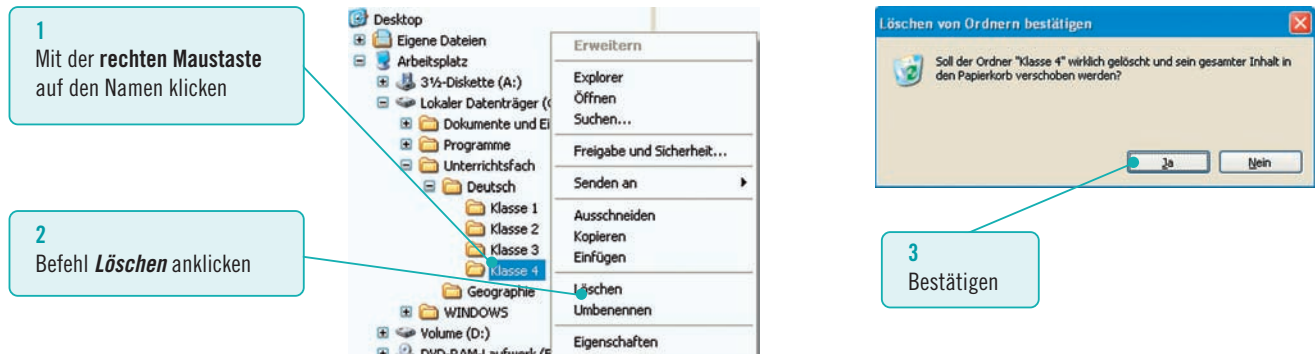 1
Mit der rechten Maustaste
auf den Namen klicken
2
Befehl Löschen anklicken
Desktop
Eigene Dateien
Arbeitsplatz
3½-Diskette (A:)
Lokaler Datenträger (
Dokumente und Ei
Programme
Unterrichtsfach
Deutsch
Klasse 1
Klasse 2
Klasse 3
Klasse 4
Geographie
WINDOWS
Volume (D:)
DVD-RAM-Laufwerk (
Erweitern
Explorer
Öffnen
Suchen...
Freigabe und Sicherheit...
Senden an
Ausschneiden
Kopieren
Einfügen
Löschen
Umbenennen
Eigenschaften
Löschen von Ordnern bestätigen
Soll der Ordner "Klasse 4" wirklich gelöscht und sein gesamter Inhalt in
den Papierkorb verschoben werden?
Ja
Nein
3
Bestätigen